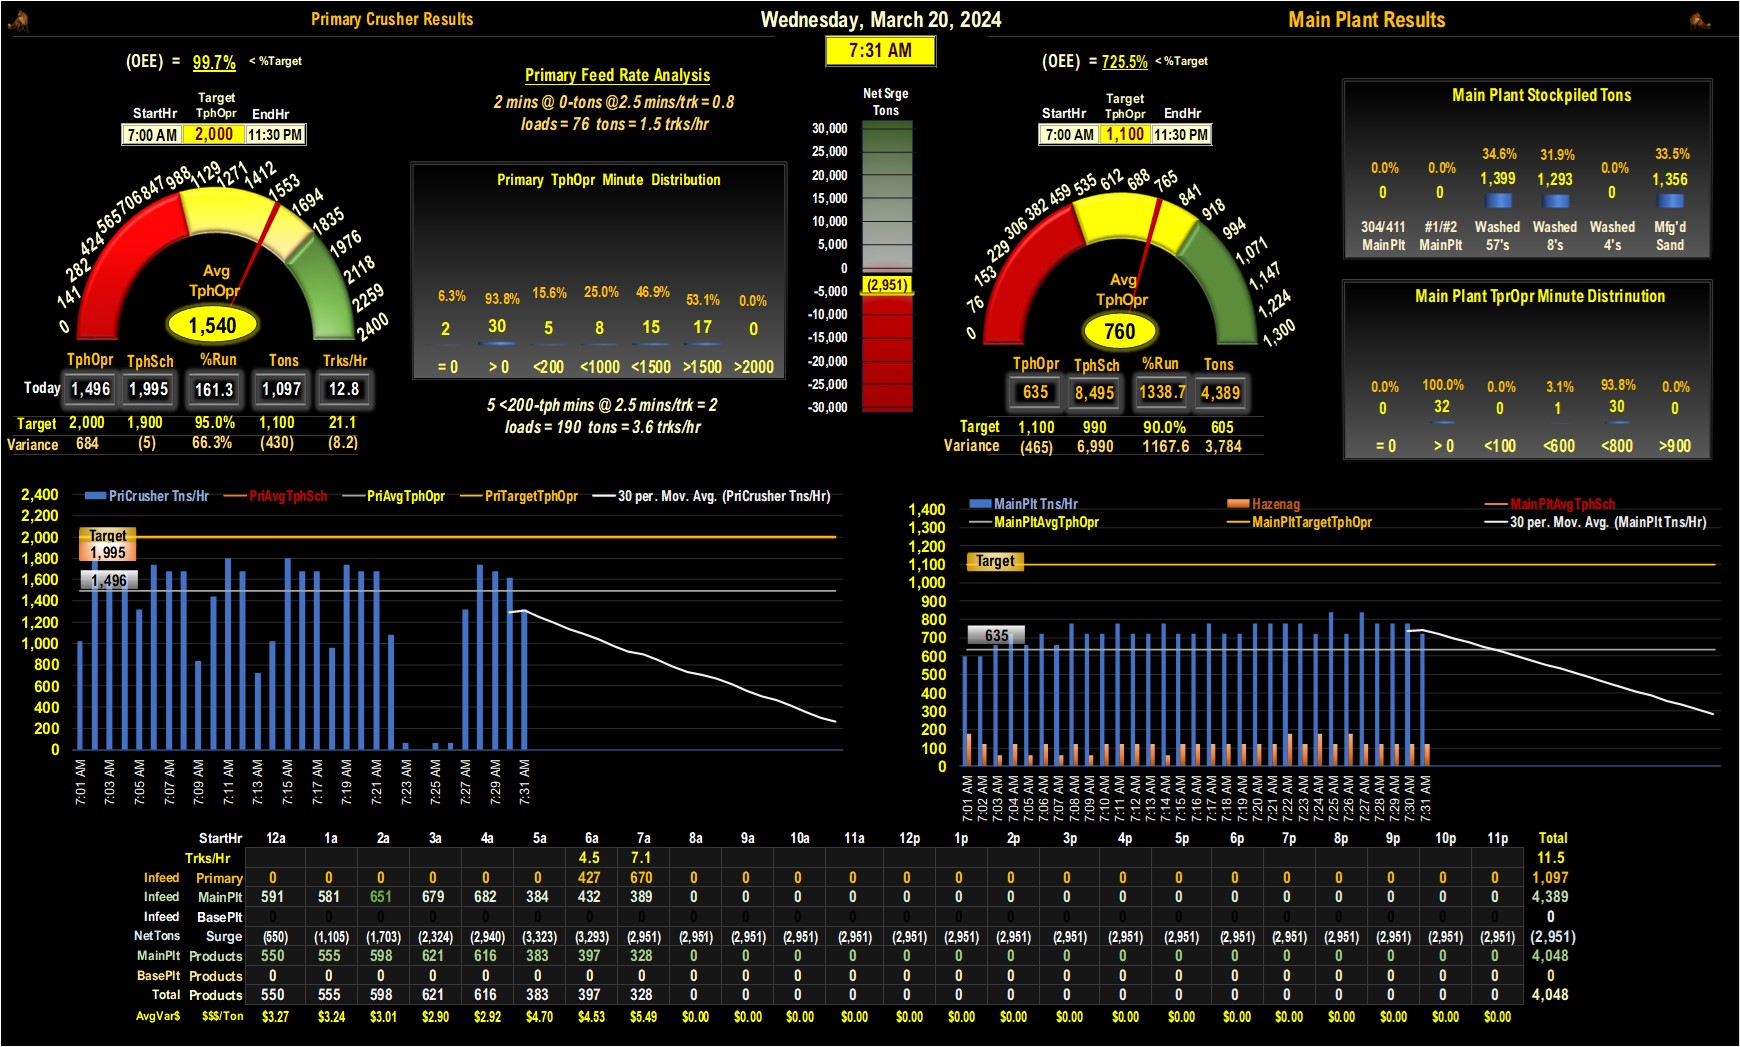 Primary Crusher Results
Wednesday, March 20, 2024
Main Plant Results
7:31 AM
(OEE) = 99.7% < %Target
Target
StartHr TphOpr EndHr
7:00 AM 2,000 11:30 PM
0 141 282 424 565 706 847 988 1129 1271 1412 1553 1694 1835 1976 2118 2259 2400
Avg
TphOpr
1,540
TphOpr TphSch %Run Tons Trks/Hr
Today 1,496 1,995 161.3 1,097 12.8
Target 2,000 1,900 95.0% 1,100 21.1
Variance 684 (5) 66.3% (430) (8.2)
Primary Feed Rate Analysis
2 mins @ 0-tons @2.5 mins/trk = 0.8
loads = 76 tons = 1.5 trks/hr
Primary TphOpr Minute Distribution
6.3% 93.8% 15.6% 25.0% 46.9% 53.1% 0.0%
2 30 5 8 15 17 0
= 0 > 0 <200 <1000 <1500 >1500 >2000
5 <200-tph mins @ 2.5 mins/trk = 2
loads = 190 tons = 3.6 trks/hr
Net Srge
Tons
30,000
25,000
20,000
15,000
10,000
5,000
0
(2,951)
-5,000
-10,000
-15,000
-20,000
-25,000
-30,000
(OEE) = 725.5% < %Target
Target
StartHr TphOpr EndHr
7:00 AM 1,100 11:30 PM
0 76 153 229 306 382 459 535 612 688 765 841 918 994 1,071 1,147 1,224 1,300
Avg
TphOpr
760
TphOpr TphSch %Run Tons
635 8,495 1338.7 4,389
Target 1,100 990 90.0% 605
Variance (465) 6,990 1167.6 3,784
Main Plant Stockpiled Tons
0.0% 0.0% 34.6% 31.9% 0.0% 33.5%
0 0 1,399 1,293 0 1,356
304/411 #1/#2 Washed Washed Washed Mfg'd
MainPlt MainPlt 57's 8's 4's Sand
Main Plant TprOpr Minute Distrinution
0.0% 100.0% 0.0% 3.1% 93.8% 0.0%
0 32 0 1 30 0
= 0 > 0 <100 <600 <800 >900
PriCrusher Tns/Hr PriAvgTphSch PriAvgTphOpr PriTargetTphOpr 30 per. Mov. Avg. (PriCrusher Tns/Hr)
2,400
2,200
2,000
1,800
1,600
1,400
1,200
1,000
800
600
400
200
0
Target
1,995
1,496
7:01 AM 7:03 AM 7:05 AM 7:07 AM 7:09 AM 7:11 AM 7:13 AM 7:15 AM 7:17 AM 7:19 AM 7:21 AM 7:23 AM 7:25 AM 7:27 AM 7:29 AM 7:31 AM
MainPlt Tns/Hr Hazenag MainPltAvgTphSch
MainPltAvgTphOpr MainPltTargetTphOpr 30 per. Mov. Avg. (MainPlt Tns/Hr)
1,400
1,300
1,200
1,100
1,000
900
800
700
600
500
400
300
200
100
0
Target
635
7:01 AM 7:02 AM 7:03 AM 7:04 AM 7:05 AM 7:06 AM 7:07 AM 7:08 AM 7:09 AM 7:10 AM 7:11 AM 7:12 AM 7:13 AM 7:14 AM 7:15 AM 7:16 AM 7:17 AM 7:18 AM 7:19 AM 7:20 AM 7:21 AM 7:22 AM 7:23 AM 7:24 AM 7:25 AM 7:26 AM 7:27 AM 7:28 AM 7:29 AM 7:30 AM 7:31 AM
StartHr 12a 1a 2a 3a 4a 5a 6a 7a 8a 9a 10a 11a 12p 1p 2p 3p 4p 5p 6p 7p 8p 9p 10p 11p Total
Trks/Hr 4.5 7.1 11.5
Infeed Primary 0 0 0 0 0 0 427 670 0 0 0 0 0 0 0 0 0 0 0 0 0 0 0 0 1,097
Infeed MainPlt 591 581 651 679 682 384 432 389 0 0 0 0 0 0 0 0 0 0 0 0 0 0 0 0 4,389
Infeed BasePlt 0 0 0 0 0 0 0 0 0 0 0 0 0 0 0 0 0 0 0 0 0 0 0 0 0
NetTons Surge (550) (1,105) (1,703) (2,324) (2,940) (3,323) (3,293) (2,951) (2,951) (2,951) (2,951) (2,951) (2,951) (2,951) (2,951) (2,951) (2,951) (2,951) (2,951) (2,951) (2,951) (2,951) (2,951) (2,951) (2,951)
MainPlt Products 550 555 598 621 616 383 397 328 0 0 0 0 0 0 0 0 0 0 0 0 0 0 0 0 4,048
BasePlt Products 0 0 0 0 0 0 0 0 0 0 0 0 0 0 0 0 0 0 0 0 0 0 0 0 0
Total Products 550 555 598 621 616 383 397 328 0 0 0 0 0 0 0 0 0 0 0 0 0 0 0 0 4,048
AvgVar$ $$$/Ton $3.27 $3.24 $3.01 $2.90 $2.92 $4.70 $4.53 $5.49 $0.00 $0.00 $0.00 $0.00 $0.00 $0.00 $0.00 $0.00 $0.00 $0.00 $0.00 $0.00 $0.00 $0.00 $0.00 $0.00